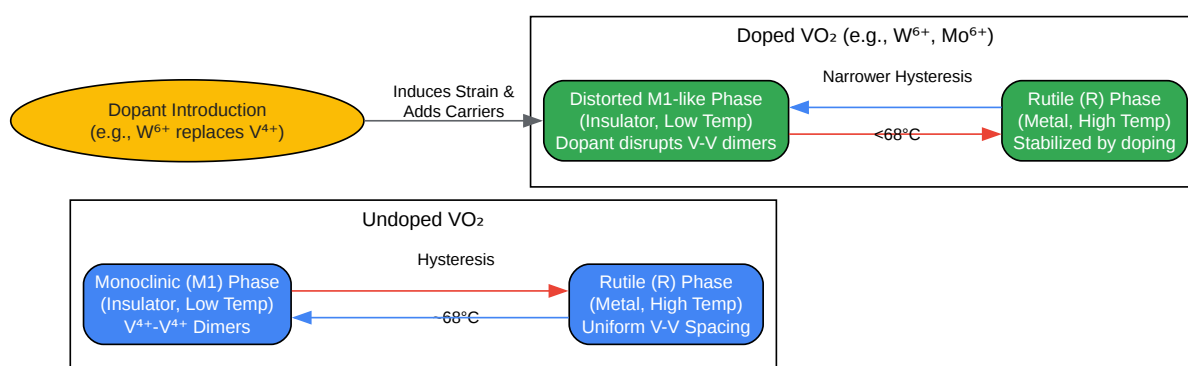 Doped VO₂ (e.g., W⁶⁺, Mo⁶⁺)
Dopant Introduction
(e.g., W⁶⁺ replaces V⁴⁺)
Induces Strain &
Adds Carriers
Distorted M1-like Phase
(Insulator, Low Temp)
Dopant disrupts V-V dimers
Narrower Hysteresis
<68°C
Rutile (R) Phase
(Metal, High Temp)
Stabilized by doping
Undoped VO₂
Monoclinic (M1) Phase
(Insulator, Low Temp)
V⁴⁺-V⁴⁺ Dimers
Hysteresis
~68°C
Rutile (R) Phase
(Metal, High Temp)
Uniform V-V Spacing